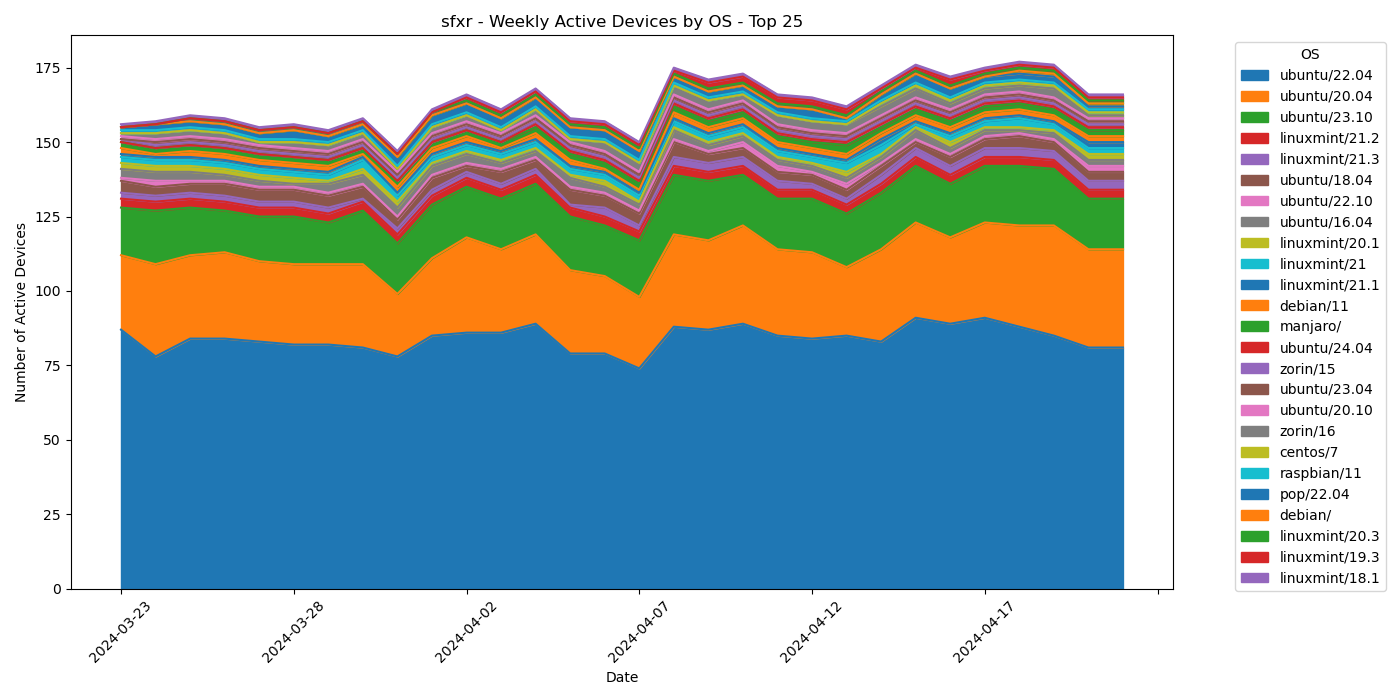 sfxr - Weekly Active Devices by OS - Top 25
Number of Active Devices
175
150
125
100
75
50
25
0
2024-03-23
2024-03-28
2024-04-02
2024-04-07
2024-04-12
2024-04-17
Date
OS
ubuntu/22.04
ubuntu/20.04
ubuntu/23.10
linuxmint/21.2
linuxmint/21.3
ubuntu/18.04
ubuntu/22.10
ubuntu/16.04
linuxmint/20.1
linuxmint/21
linuxmint/21.1
debian/11
manjaro/
ubuntu/24.04
zorin/15
ubuntu/23.04
ubuntu/20.10
zorin/16
centos/7
raspbian/11
pop/22.04
debian/
linuxmint/20.3
linuxmint/19.3
linuxmint/18.1